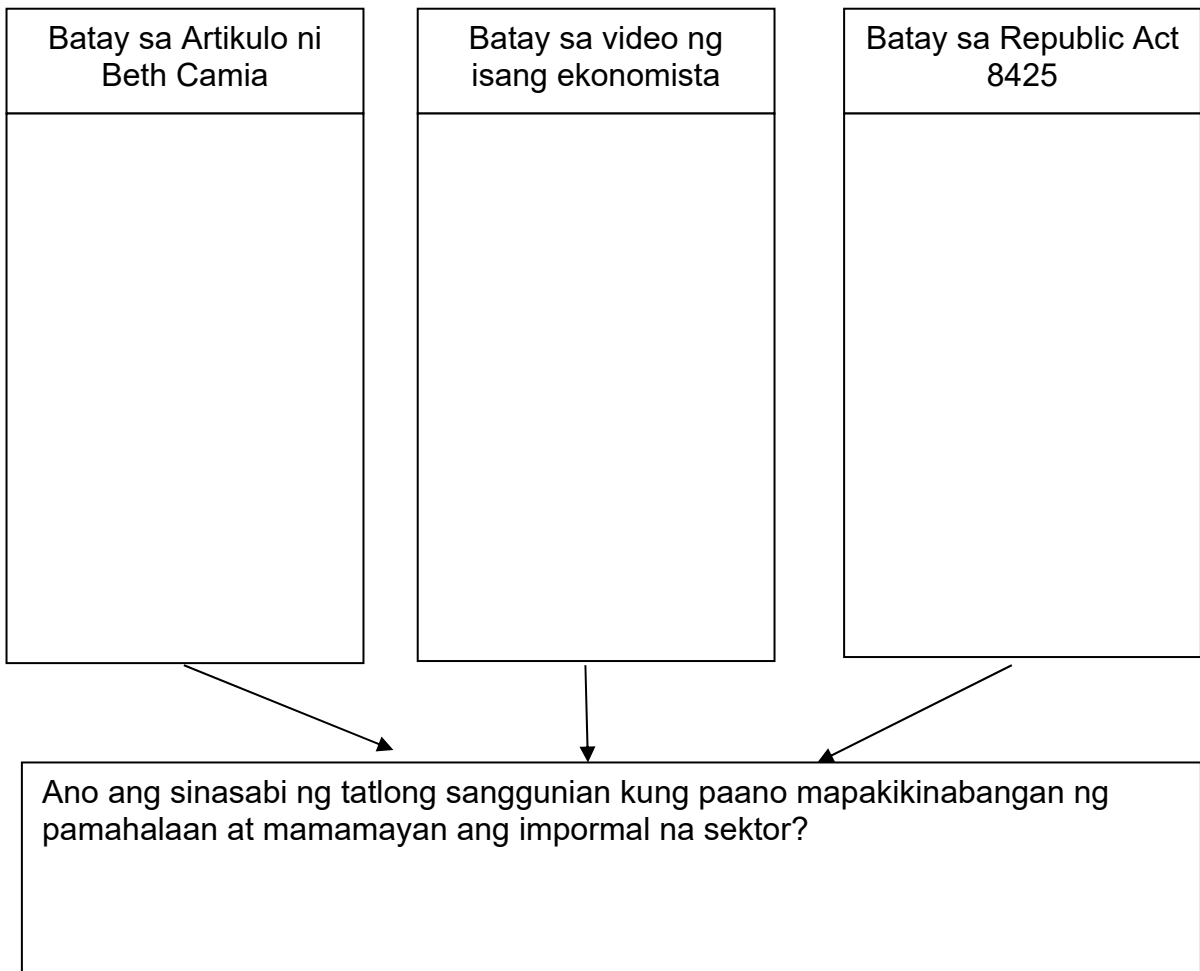 Batay sa Artikulo ni
Beth Camia
Batay sa video ng
isang ekonomista
Batay sa Republic Act
8425
Ano ang sinasabi ng tatlong sanggunian kung paano mapakikinabangan ng
pamahalaan at mamamayan ang impormal na sektor?